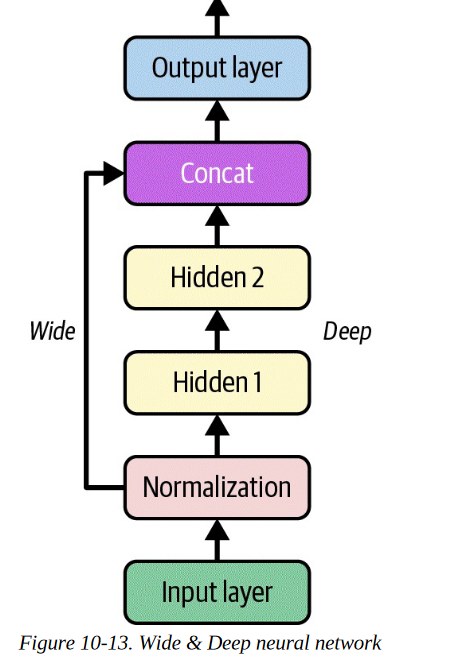 Output layer
Concat
Hidden 2
Wide
Deep
Hidden 1
Normalization
Input layer
Figure 10-13. Wide & Deep neural network